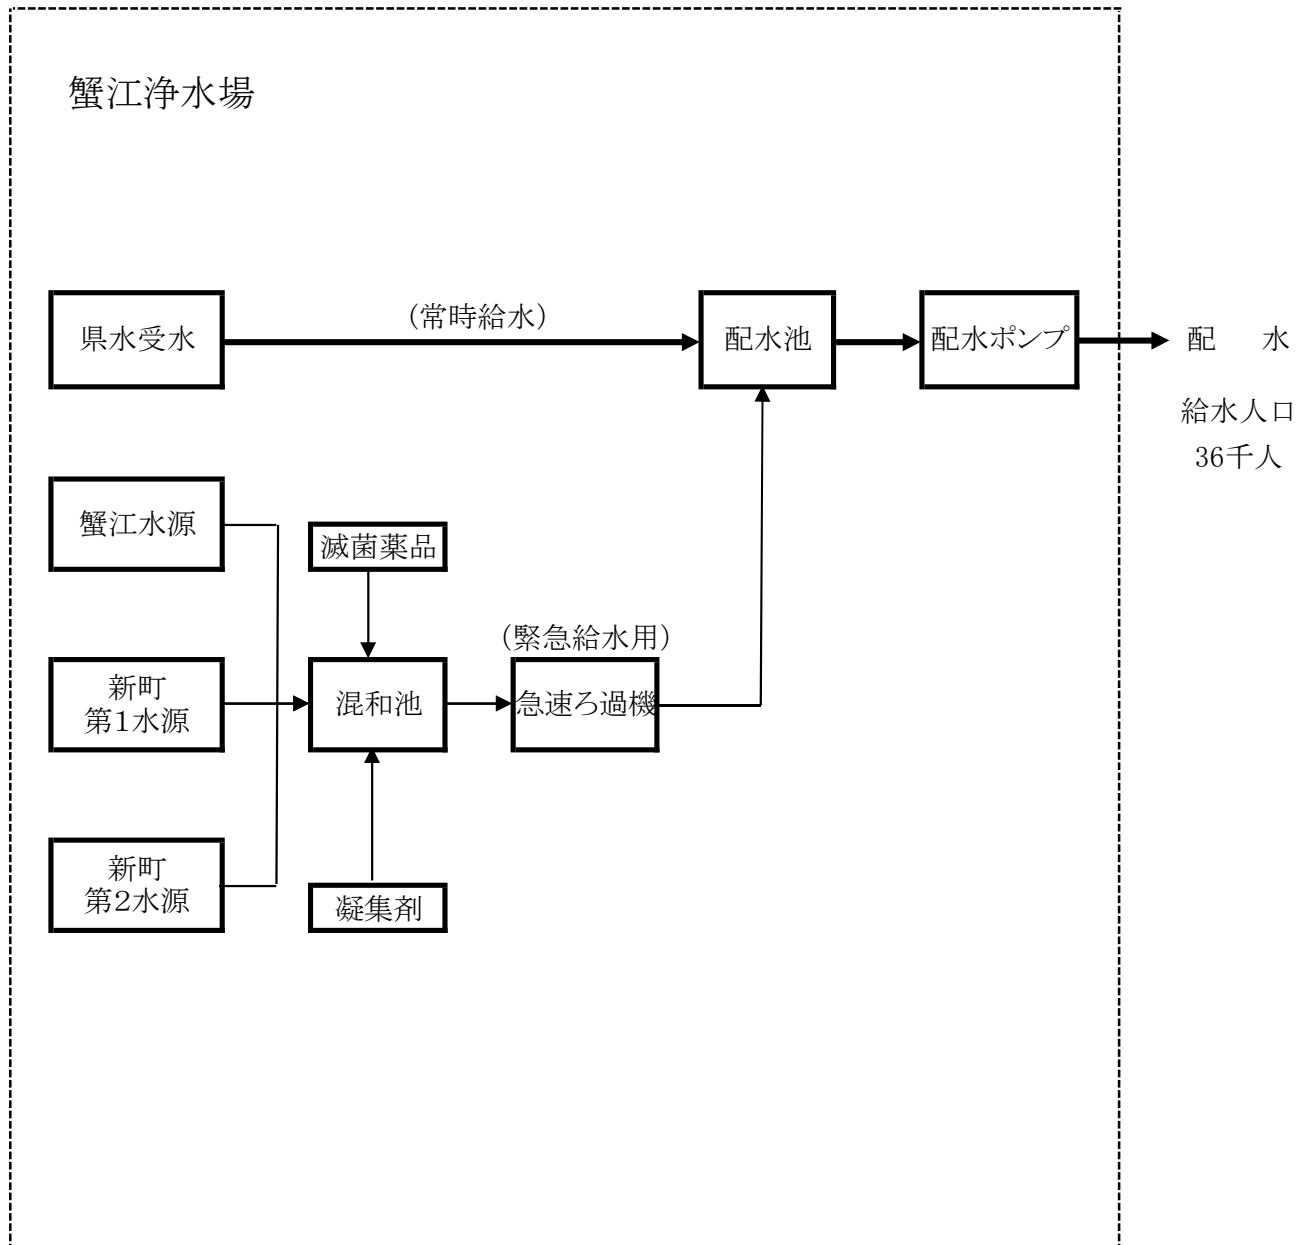 蟹江浄水場
県水受水
(常時給水)
配水池
配水ポンプ
配　水
給水人口
36千人
蟹江水源
滅菌薬品
(緊急給水用)
新町
第1水源
混和池
急速ろ過機
新町
第2水源
凝集剤